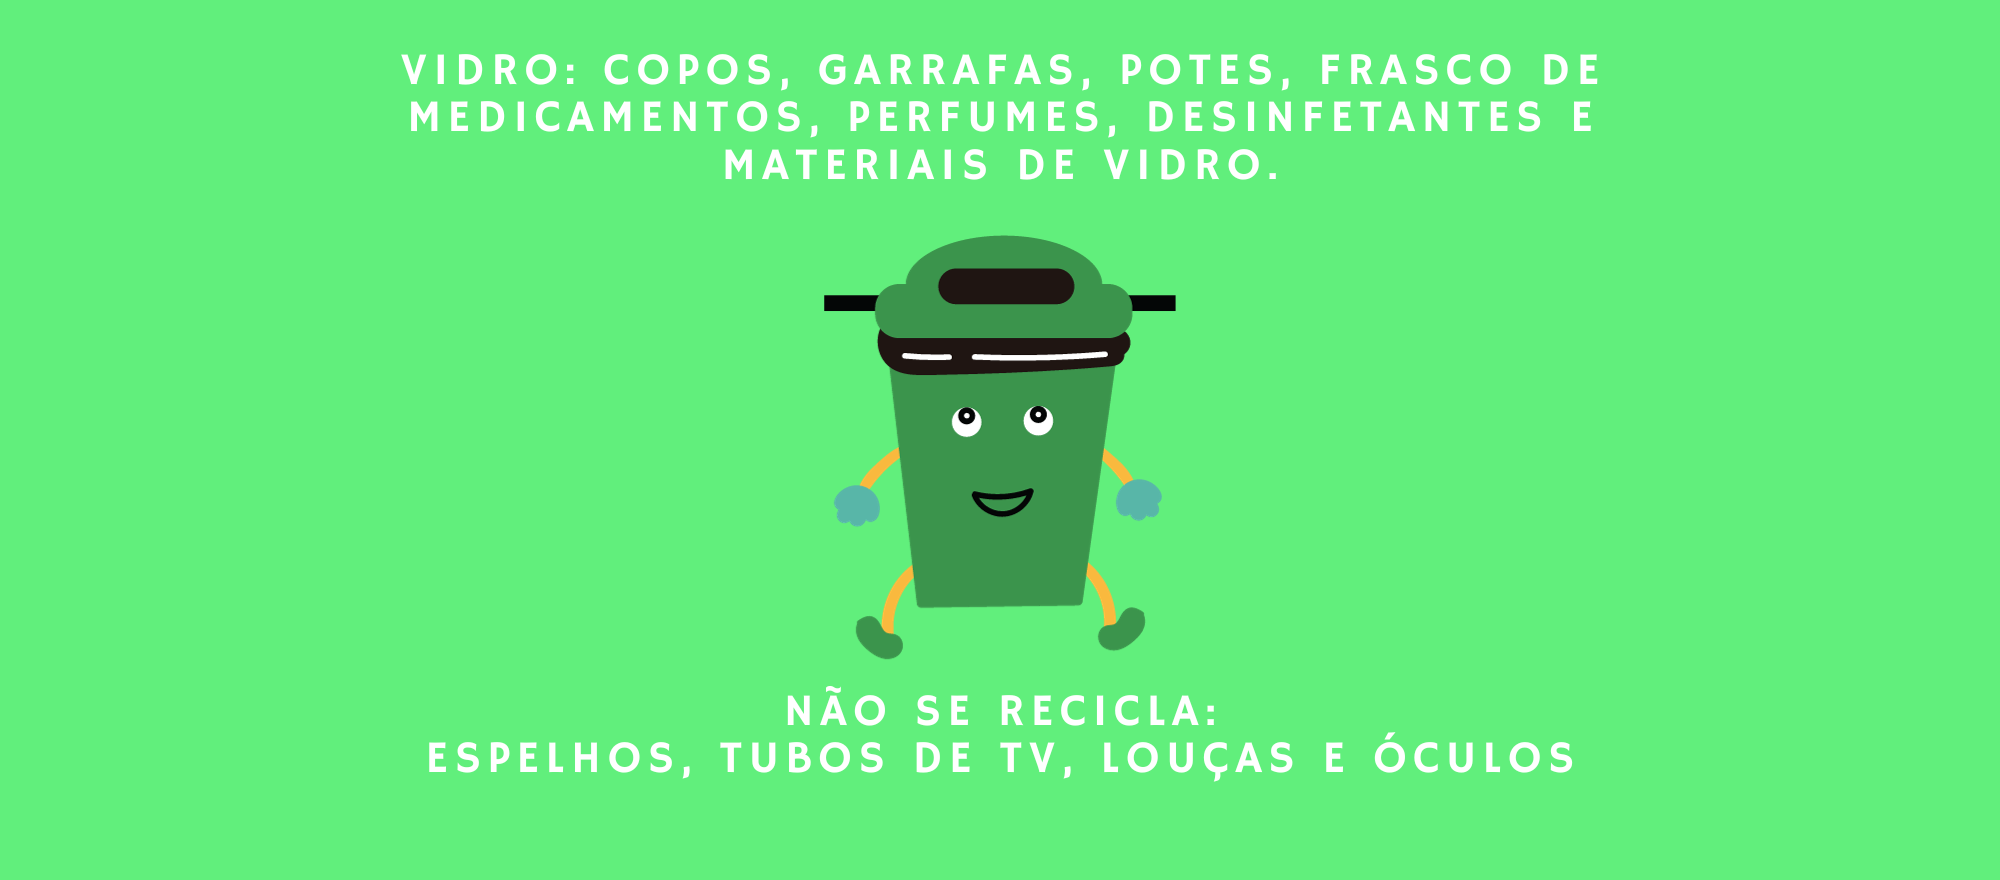 VIDRO: COPOS, GARRAFAS, POTES, FRASCO DE
MEDICAMENTOS, PERFUMES, DESINFETANTES E
MATERIAIS DE VIDRO.
NÃO SE RECICLA:
ESPELHOS, TUBOS DE TV, LOUÇAS E ÓCULOS